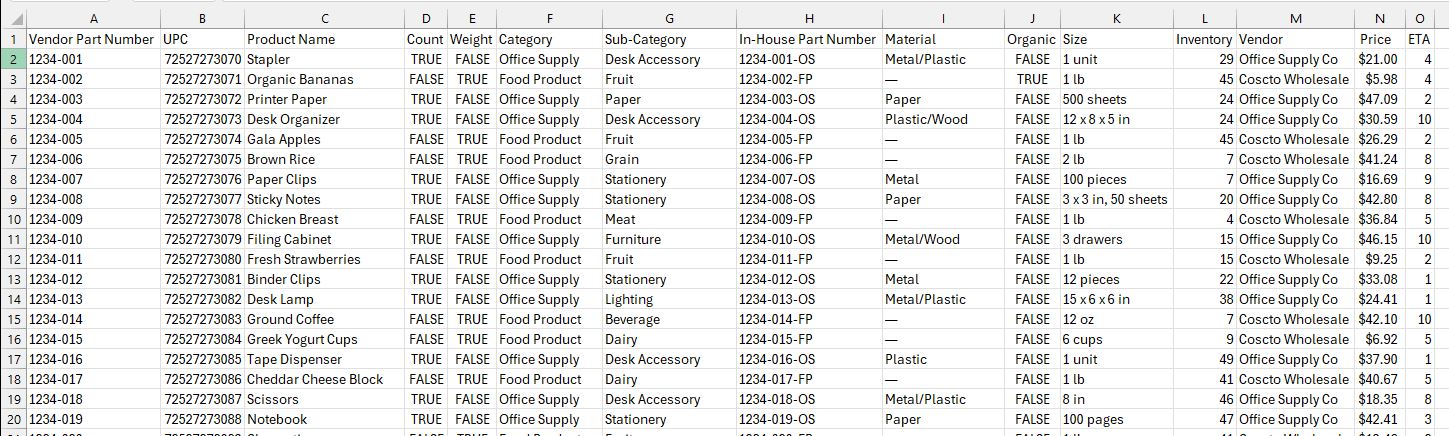 A B C D E F G H I J K L M N O
1 Vendor Part Number UPC Product Name Count Weight Category Sub-Category In-House Part Number Material Organic Size Inventory Vendor Price ETA
2 1234-001 72527273070 Stapler TRUE FALSE Office Supply Desk Accessory 1234-001-OS Metal/Plastic FALSE 1 unit 29 Office Supply Co $21.00 4
3 1234-002 72527273071 Organic Bananas FALSE TRUE Food Product Fruit 1234-002-FP — TRUE 1 lb 45 Coscto Wholesale $5.98 4
4 1234-003 72527273072 Printer Paper TRUE FALSE Office Supply Paper 1234-003-OS Paper FALSE 500 sheets 24 Office Supply Co $47.09 2
5 1234-004 72527273073 Desk Organizer TRUE FALSE Office Supply Desk Accessory 1234-004-OS Plastic/Wood FALSE 12 x 8 x 5 in 24 Office Supply Co $30.59 10
6 1234-005 72527273074 Gala Apples FALSE TRUE Food Product Fruit 1234-005-FP — FALSE 1 lb 45 Coscto Wholesale $26.29 2
7 1234-006 72527273075 Brown Rice FALSE TRUE Food Product Grain 1234-006-FP — FALSE 2 lb 7 Coscto Wholesale $41.24 8
8 1234-007 72527273076 Paper Clips TRUE FALSE Office Supply Stationery 1234-007-OS Metal FALSE 100 pieces 7 Office Supply Co $16.69 9
9 1234-008 72527273077 Sticky Notes TRUE FALSE Office Supply Stationery 1234-008-OS Paper FALSE 3 x 3 in, 50 sheets 20 Office Supply Co $42.80 8
10 1234-009 72527273078 Chicken Breast FALSE TRUE Food Product Meat 1234-009-FP — FALSE 1 lb 4 Coscto Wholesale $36.84 5
11 1234-010 72527273079 Filing Cabinet TRUE FALSE Office Supply Furniture 1234-010-OS Metal/Wood FALSE 3 drawers 15 Office Supply Co $46.15 10
12 1234-011 72527273080 Fresh Strawberries FALSE TRUE Food Product Fruit 1234-011-FP — FALSE 1 lb 15 Coscto Wholesale $9.25 2
13 1234-012 72527273081 Binder Clips TRUE FALSE Office Supply Stationery 1234-012-OS Metal FALSE 12 pieces 22 Office Supply Co $33.08 1
14 1234-013 72527273082 Desk Lamp TRUE FALSE Office Supply Lighting 1234-013-OS Metal/Plastic FALSE 15 x 6 x 6 in 38 Office Supply Co $24.41 1
15 1234-014 72527273083 Ground Coffee FALSE TRUE Food Product Beverage 1234-014-FP — FALSE 12 oz 7 Coscto Wholesale $42.10 10
16 1234-015 72527273084 Greek Yogurt Cups FALSE TRUE Food Product Dairy 1234-015-FP — FALSE 6 cups 9 Coscto Wholesale $6.92 5
17 1234-016 72527273085 Tape Dispenser TRUE FALSE Office Supply Desk Accessory 1234-016-OS Plastic FALSE 1 unit 49 Office Supply Co $37.90 1
18 1234-017 72527273086 Cheddar Cheese Block FALSE TRUE Food Product Dairy 1234-017-FP — FALSE 1 lb 41 Coscto Wholesale $40.67 5
19 1234-018 72527273087 Scissors TRUE FALSE Office Supply Desk Accessory 1234-018-OS Metal/Plastic FALSE 8 in 46 Office Supply Co $18.35 8
20 1234-019 72527273088 Notebook TRUE FALSE Office Supply Stationery 1234-019-OS Paper FALSE 100 pages 47 Office Supply Co $42.41 3